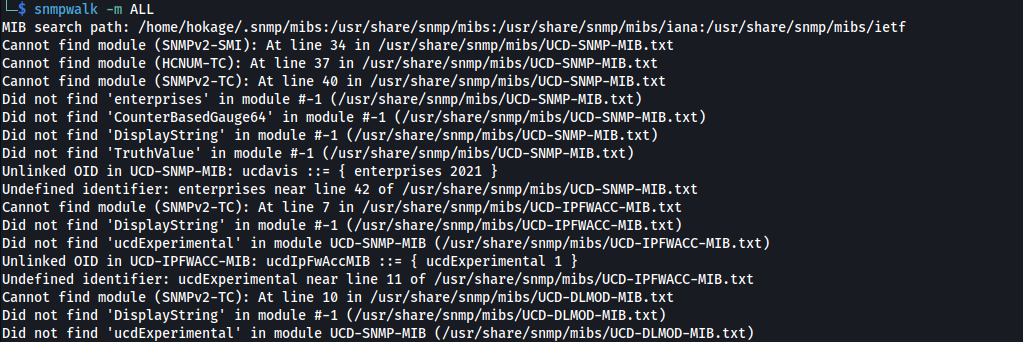 └─$ snmpwalk -m ALL
MIB search path: /home/hokage/.snmp/mibs:/usr/share/snmp/mibs:/usr/share/snmp/mibs/iana:/usr/share/snmp/mibs/ietf
Cannot find module (SNMPv2-SMI): At line 34 in /usr/share/snmp/mibs/UCD-SNMP-MIB.txt
Cannot find module (HCNUM-TC): At line 37 in /usr/share/snmp/mibs/UCD-SNMP-MIB.txt
Cannot find module (SNMPv2-TC): At line 40 in /usr/share/snmp/mibs/UCD-SNMP-MIB.txt
Did not find 'enterprises' in module #-1 (/usr/share/snmp/mibs/UCD-SNMP-MIB.txt)
Did not find 'CounterBasedGauge64' in module #-1 (/usr/share/snmp/mibs/UCD-SNMP-MIB.txt)
Did not find 'DisplayString' in module #-1 (/usr/share/snmp/mibs/UCD-SNMP-MIB.txt)
Did not find 'TruthValue' in module #-1 (/usr/share/snmp/mibs/UCD-SNMP-MIB.txt)
Unlinked OID in UCD-SNMP-MIB: ucdavis ::= { enterprises 2021 }
Undefined identifier: enterprises near line 42 of /usr/share/snmp/mibs/UCD-SNMP-MIB.txt
Cannot find module (SNMPv2-TC): At line 7 in /usr/share/snmp/mibs/UCD-IPFWACC-MIB.txt
Did not find 'DisplayString' in module #-1 (/usr/share/snmp/mibs/UCD-IPFWACC-MIB.txt)
Did not find 'ucdExperimental' in module UCD-SNMP-MIB (/usr/share/snmp/mibs/UCD-IPFWACC-MIB.txt)
Unlinked OID in UCD-IPFWACC-MIB: ucdIpFwAccMIB ::= { ucdExperimental 1 }
Undefined identifier: ucdExperimental near line 11 of /usr/share/snmp/mibs/UCD-IPFWACC-MIB.txt
Cannot find module (SNMPv2-TC): At line 10 in /usr/share/snmp/mibs/UCD-DLMOD-MIB.txt
Did not find 'DisplayString' in module #-1 (/usr/share/snmp/mibs/UCD-DLMOD-MIB.txt)
Did not find 'ucdExperimental' in module UCD-SNMP-MIB (/usr/share/snmp/mibs/UCD-DLMOD-MIB.txt)